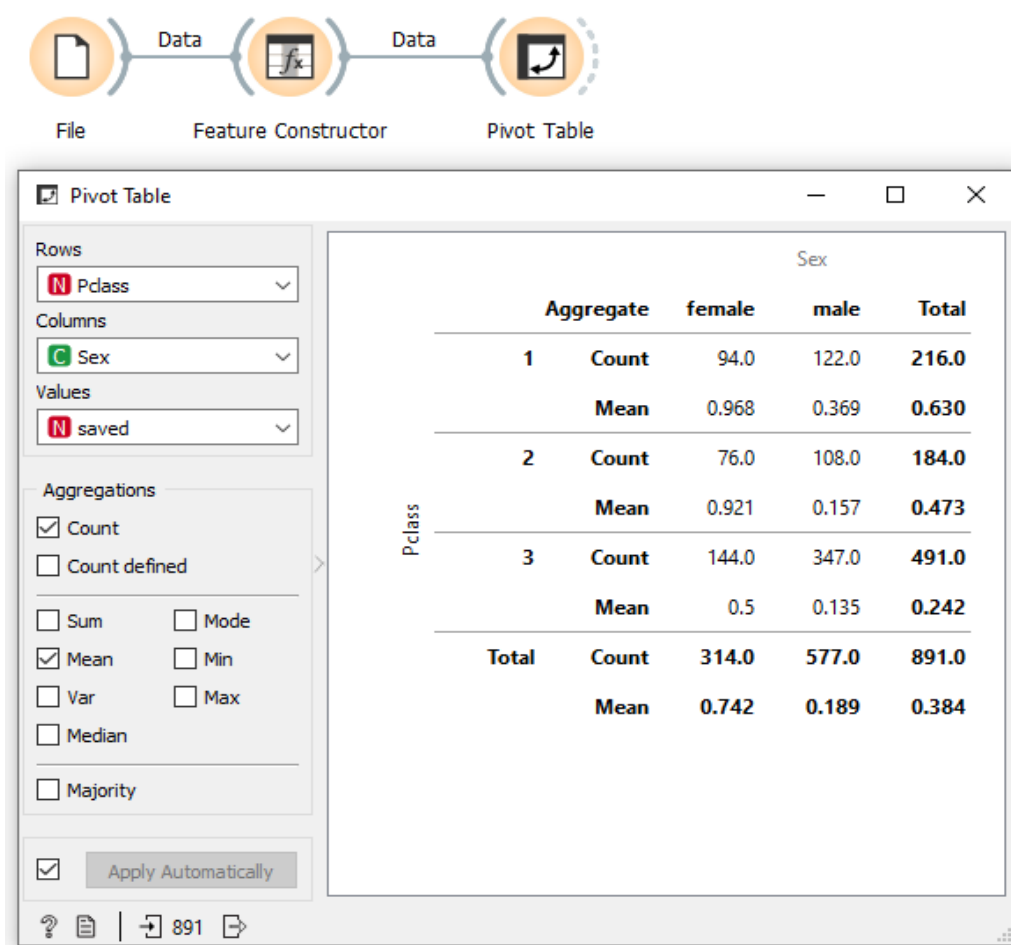 Data Data
File Feature Constructor Pivot Table
Pivot Table
Rows
N Pclass
Columns
C Sex
Values
N saved
Aggregations
Count
Count defined
Sum Mode
Mean Min
Var Max
Median
Majority
Apply Automatically
? 891
Sex
Aggregate female male Total
Pclass
1 Count 94.0 122.0 216.0
Mean 0.968 0.369 0.630
2 Count 76.0 108.0 184.0
Mean 0.921 0.157 0.473
3 Count 144.0 347.0 491.0
Mean 0.5 0.135 0.242
Total Count 314.0 577.0 891.0
Mean 0.742 0.189 0.384